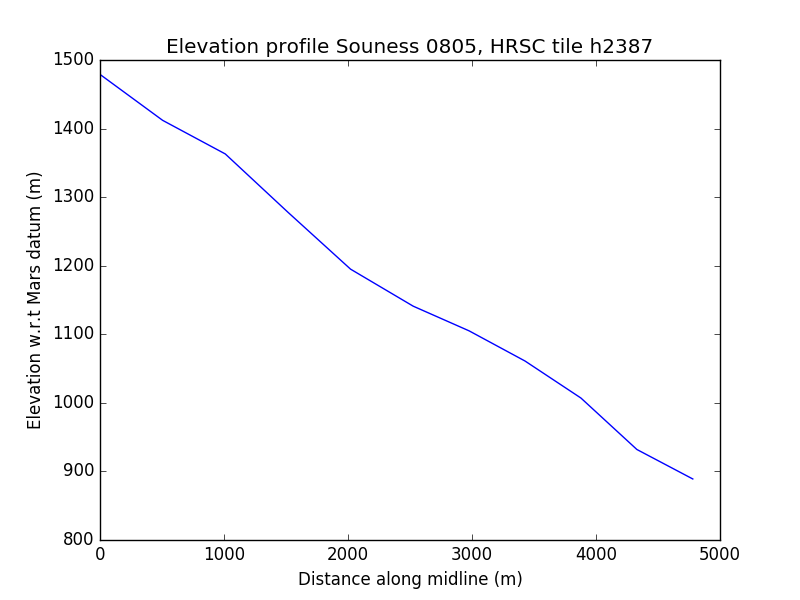 Elevation profile Souness 0805, HRSC tile h2387
1500
1400
1300
1200
1100
1000
900
800
Elevation w.r.t Mars datum (m)
0 1000 2000 3000 4000 5000
Distance along midline (m)